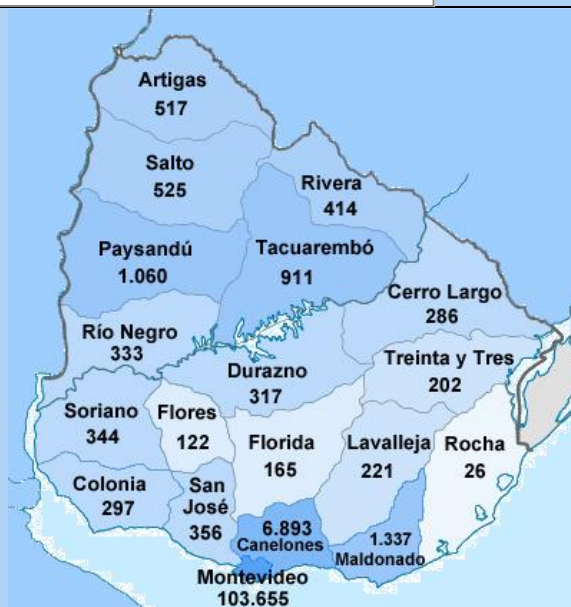 Artigas
517
Salto
525
Rivera
414
Paysandú
1.060
Tacuarembó
911
Cerro Largo
286
Río Negro
333
Durazno
317
Treinta y Tres
202
Soriano
344
Flores
122
Florida
165
Lavalleja
221
Rocha
26
Colonia
297
San
José
356
6.893
Canelones
1.337
Maldonado
Montevideo
103.655